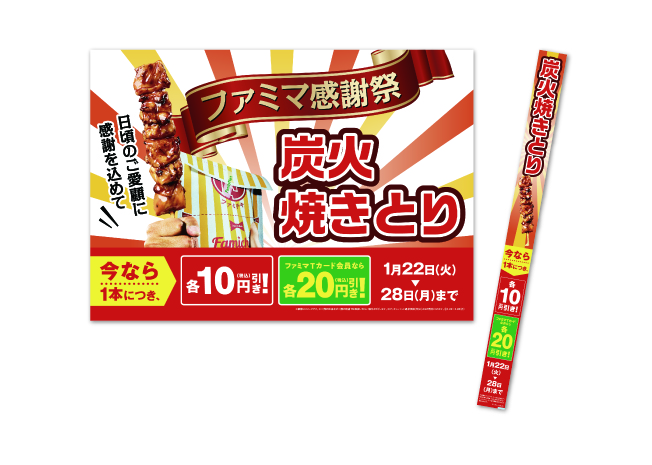 ファミマ感謝祭
日頃のご愛顧に
感謝を込めて
炭火
焼きとり
今なら
1本につき、
各10円(税込)引き!
ファミマTカード会員なら
各20円(税込)引き!
1月22日(火)
▼
28日(月)まで
炭火焼きとり
今なら
1本につき、
各
10
円引き!
各
20
円引き!
1月22日
(火)
▼
28日
(月)まで